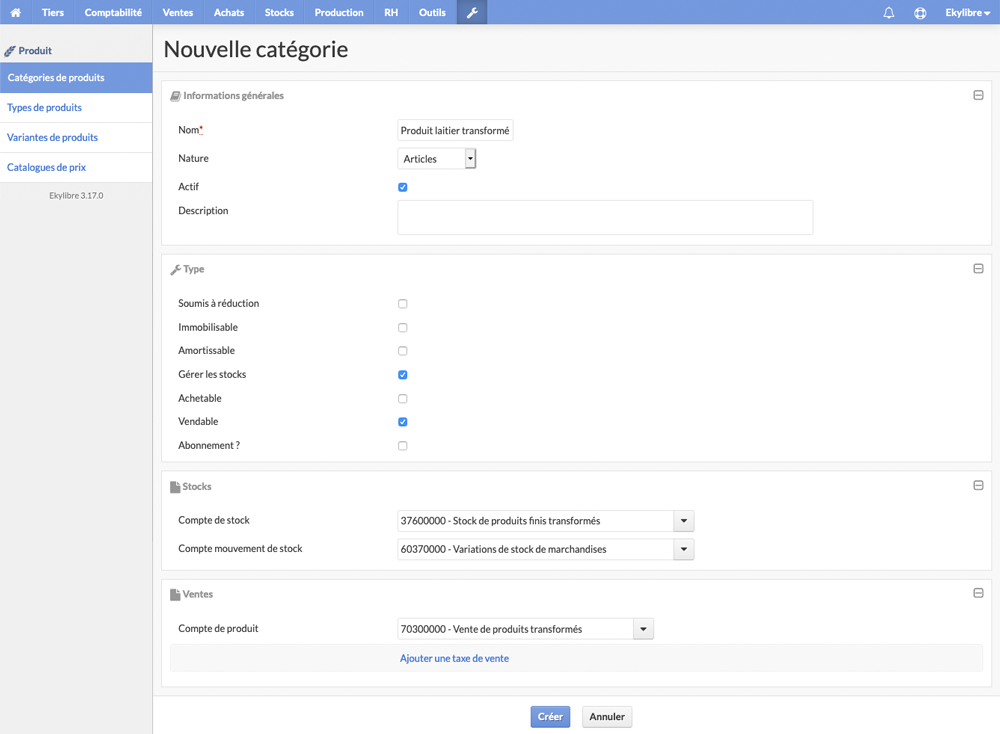 Tiers Comptabilité Ventes Achats Stocks Production RH Outils Ekylibre
Produit
Catégories de produits
Types de produits
Variantes de produits
Catalogues de prix
Ekylibre 3.17.0
Nouvelle catégorie
Informations générales
Nom* Produit laitier transformé
Nature Articles
Actif
Description
Type
Soumis à réduction
Immobilisable
Amortissable
Gérer les stocks
Achetable
Vendable
Abonnement ?
Stocks
Compte de stock 37600000 - Stock de produits finis transformés
Compte mouvement de stock 60370000 - Variations de stock de marchandises
Ventes
Compte de produit 70300000 - Vente de produits transformés
Ajouter une taxe de vente
Créer Annuler